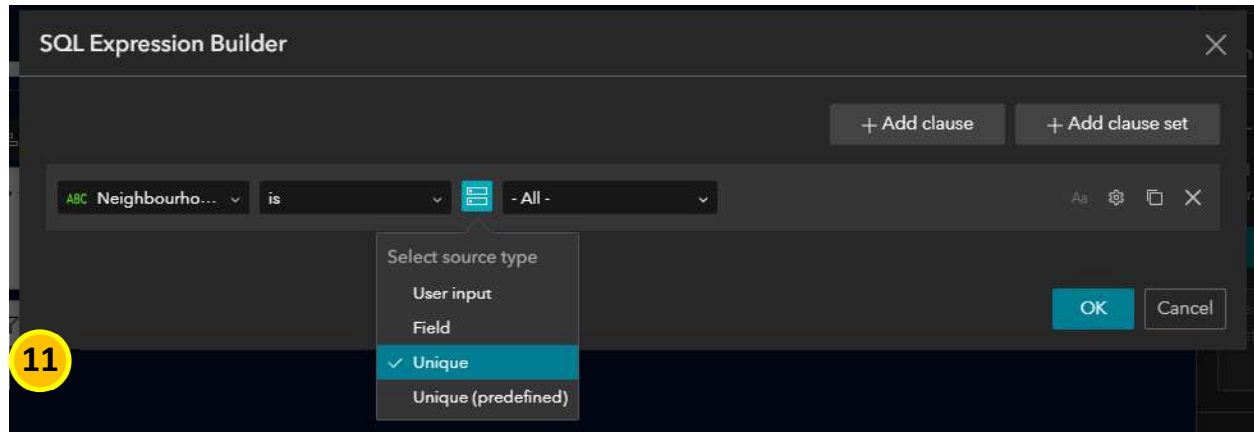 SQL Expression Builder
+ Add clause
+ Add clause set
ABC Neighbourho... is - All - Aa
Select source type
User input
Field
Unique
Unique (predefined)
OK Cancel
11